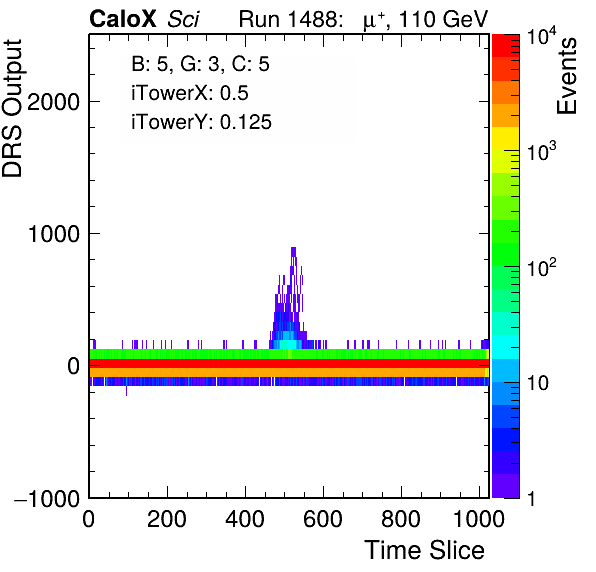 CaloX Sci Run 1488: μ⁺, 110 GeV
B: 5, G: 3, C: 5
iTowerX: 0.5
iTowerY: 0.125
DRS Output
2000
1000
0
−1000
0 200 400 600 800 1000
Time Slice
Events
10⁴
10³
10²
10
1